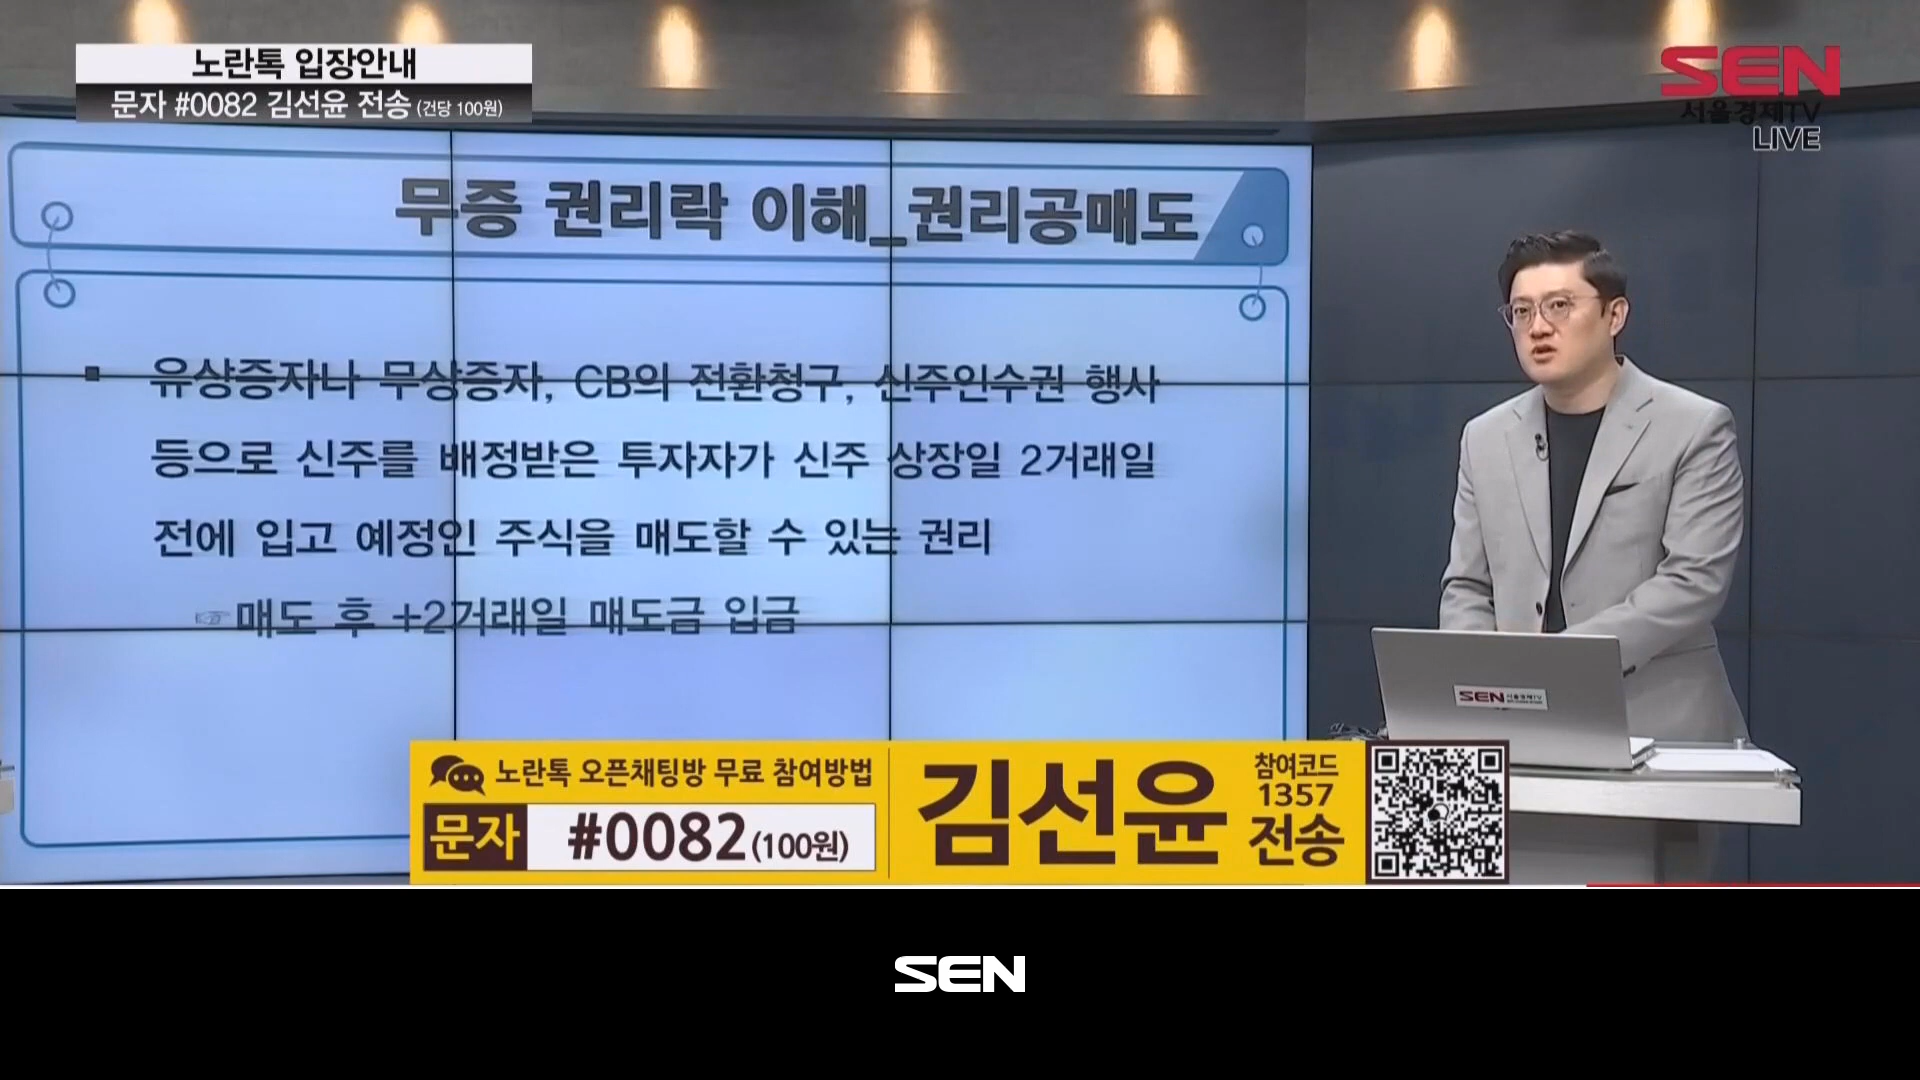 노란톡 입장안내
문자 #0082 김선윤 전송 (건당 100원)
SEN
서울경제TV
LIVE
무증 권리락 이해_권리공매도
▪ 유상증자나 무상증자, CB의 전환청구, 신주인수권 행사
등으로 신주를 배정받은 투자자가 신주 상장일 2거래일
전에 입고 예정인 주식을 매도할 수 있는 권리
☞매도 후 +2거래일 매도금 입금
SEN 서울경제TV
노란톡 오픈채팅방 무료 참여방법
문자 #0082 (100원)
김선윤
참여코드
1357
전송
SEN